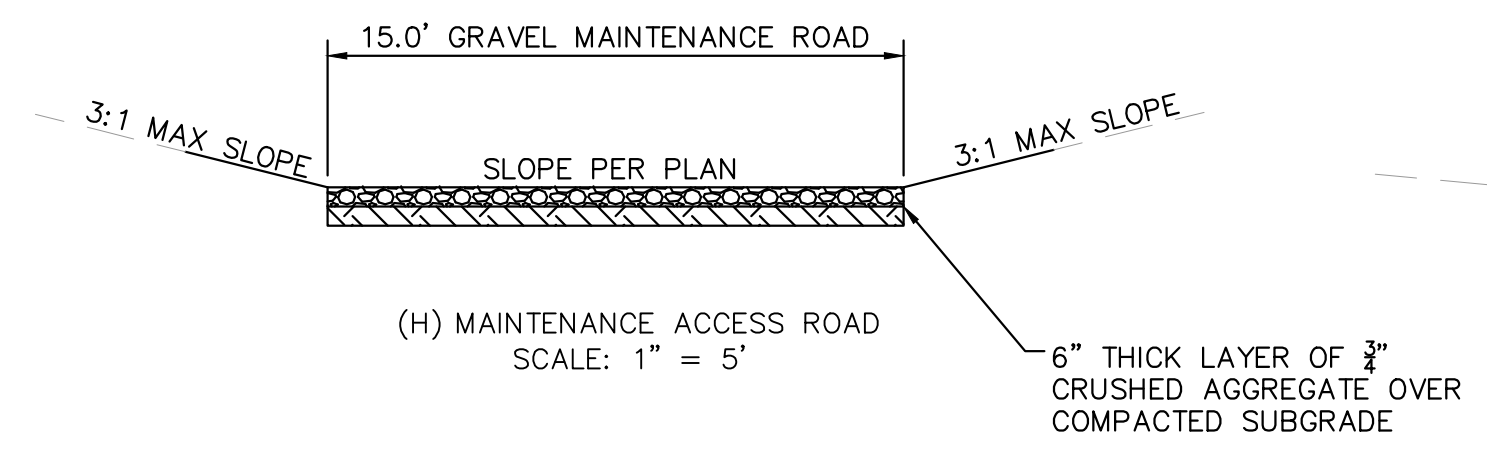 15.0' GRAVEL MAINTENANCE ROAD
3:1 MAX SLOPE
SLOPE PER PLAN
3:1 MAX SLOPE
(H) MAINTENANCE ACCESS ROAD
SCALE: 1" = 5'
6" THICK LAYER OF 3/4"
CRUSHED AGGREGATE OVER
COMPACTED SUBGRADE